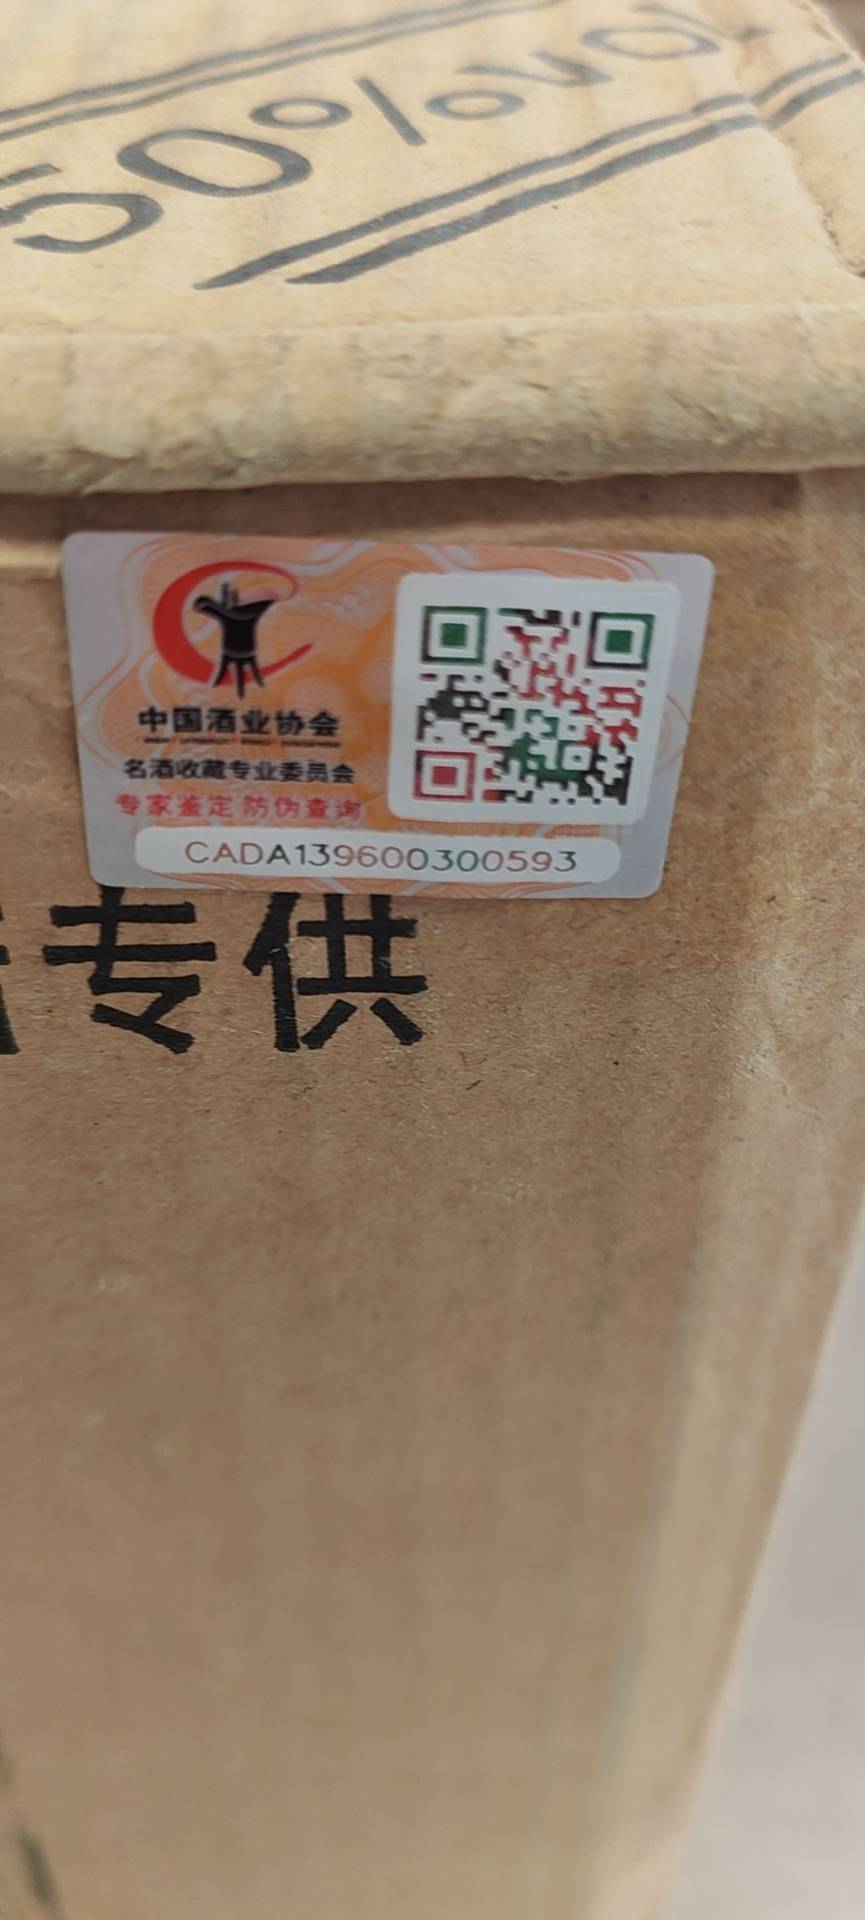 50%vol
中国酒业协会
名酒收藏专业委员会
专家鉴定 防伪查询
CADA139600300593
专供